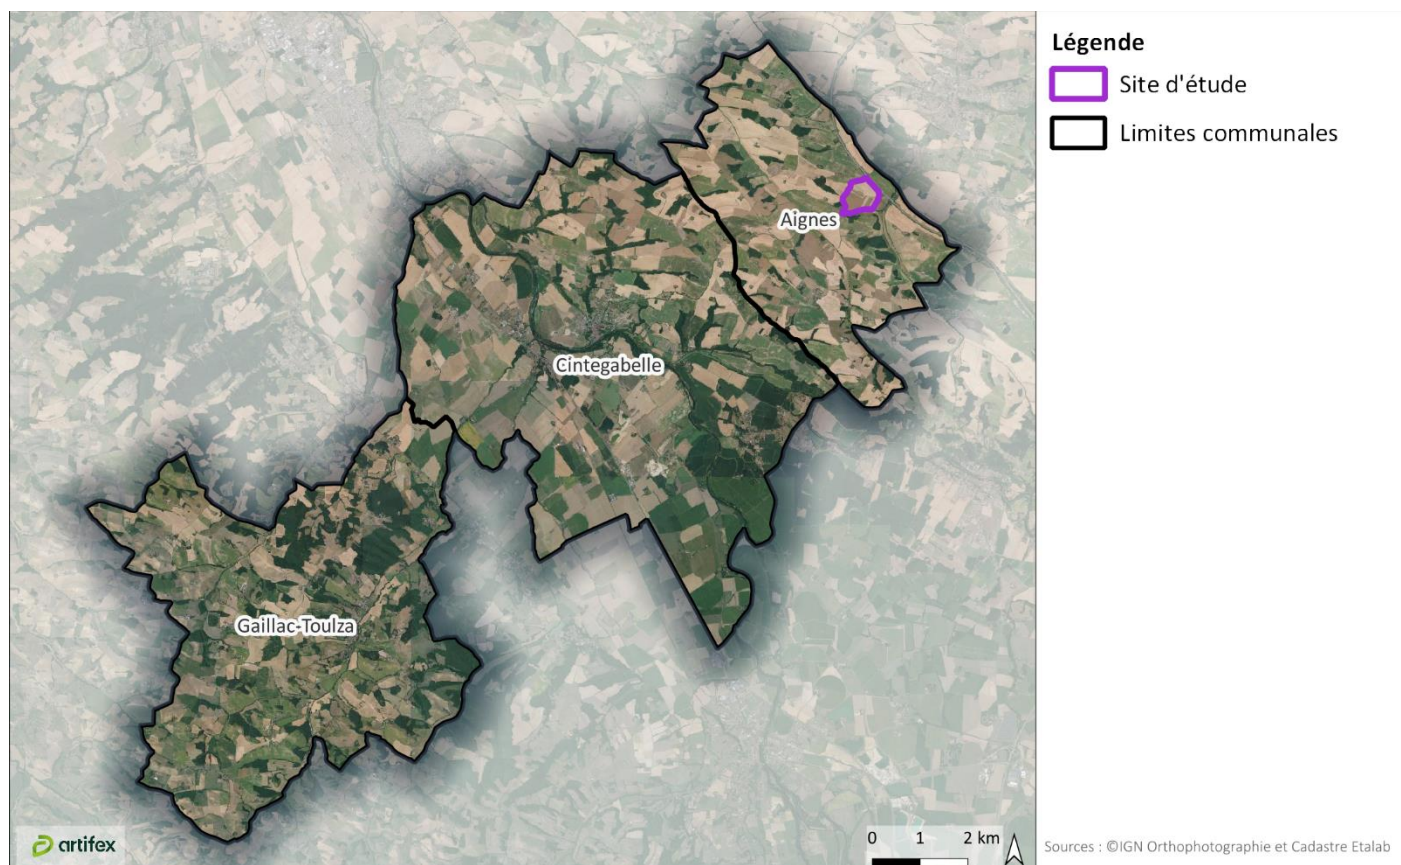 Légende
Site d'étude
Limites communales
Aignes
Cintegabelle
Gaillac-Toulza
artifex
0 1 2 km
Sources : ©IGN Orthophotographie et Cadastre Etalab